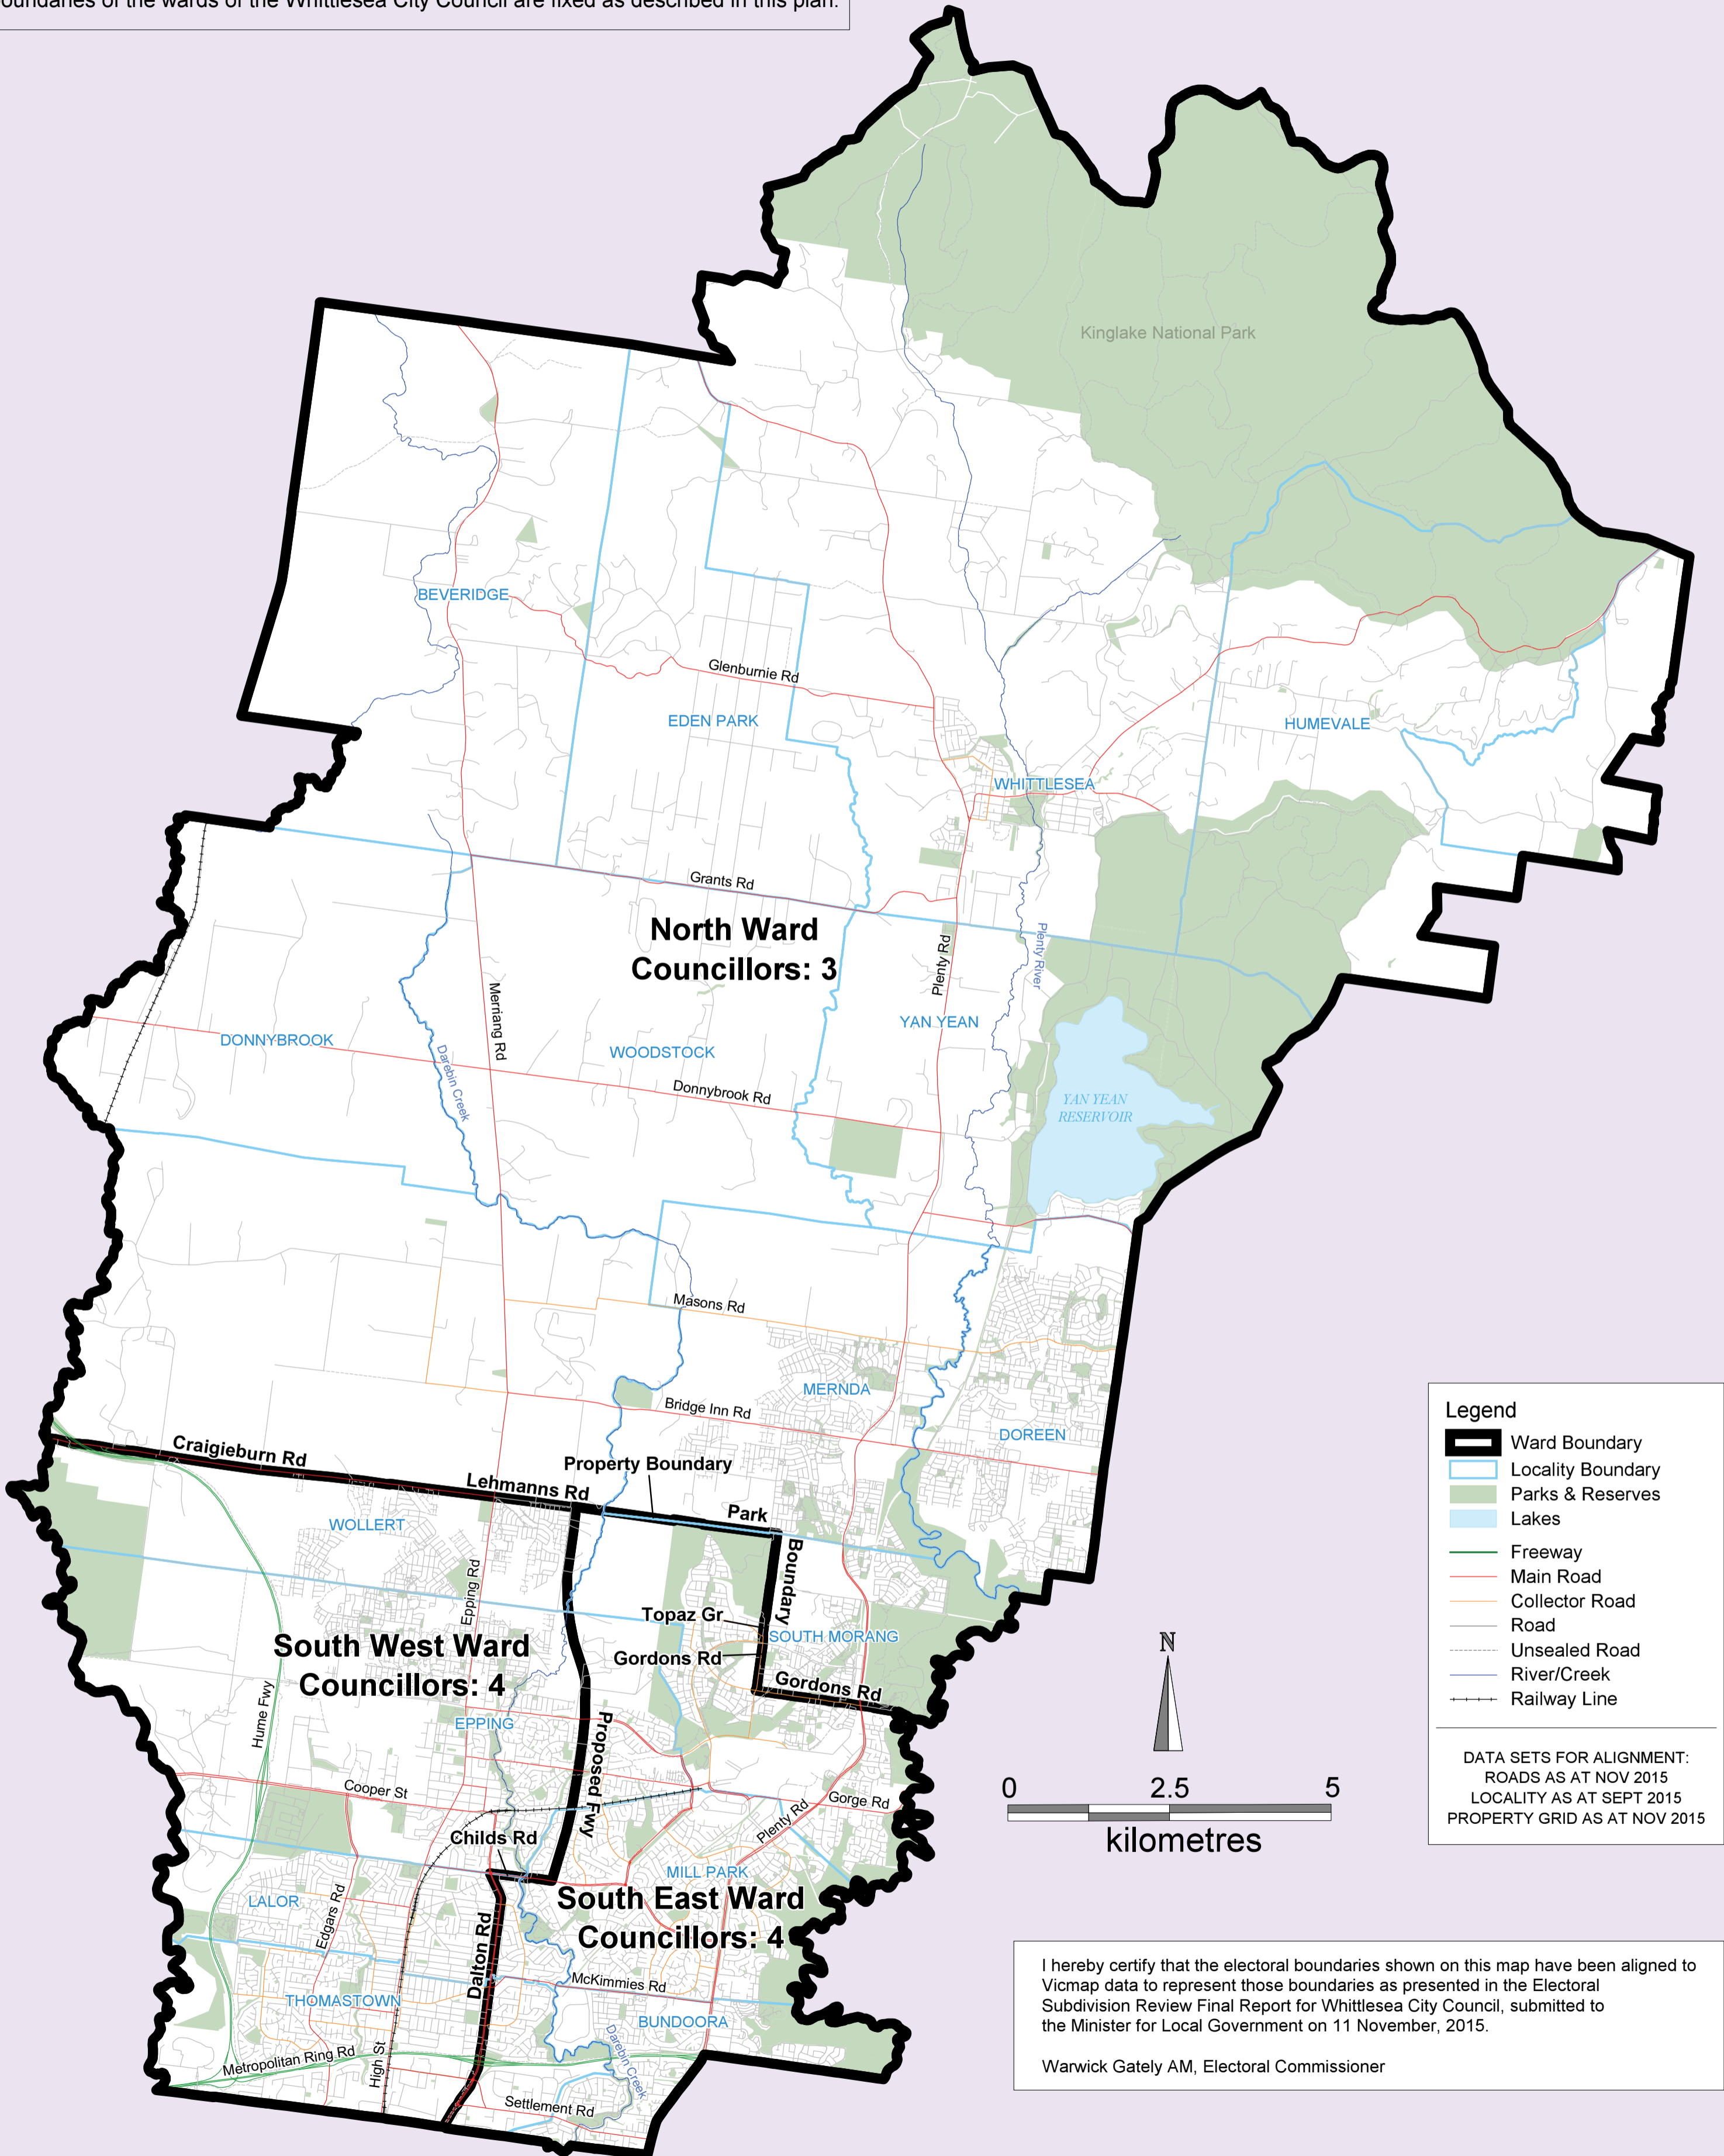 boundaries of the wards of the Whittlesea City Council are fixed as described in this plan.
Kinglake National Park
BEVERIDGE
Glenburnie Rd
EDEN PARK
HUMEVALE
WHITTLESEA
Grants Rd
North Ward
Councillors: 3
Plenty Rd
Plenty River
Merriang Rd
YAN YEAN
DONNYBROOK
WOODSTOCK
Darebin Creek
Donnybrook Rd
YAN YEAN
RESERVOIR
Masons Rd
MERNDA
Bridge Inn Rd
DOREEN
Craigieburn Rd
Property Boundary
Lehmanns Rd
Park
WOLLERT
Boundary
Epping Rd
Topaz Gr
SOUTH MORANG
South West Ward
Councillors: 4
Gordons Rd
Gordons Rd
Hume Fwy
EPPING
Proposed Fwy
Cooper St
Gorge Rd
Plenty Rd
Childs Rd
MILL PARK
LALOR
South East Ward
Councillors: 4
Edgars Rd
Dalton Rd
McKimmies Rd
THOMASTOWN
BUNDOORA
Metropolitan Ring Rd
High St
Darebin Creek
Settlement Rd
N
0 2.5 5
kilometres
Legend
Ward Boundary
Locality Boundary
Parks & Reserves
Lakes
Freeway
Main Road
Collector Road
Road
Unsealed Road
River/Creek
Railway Line
DATA SETS FOR ALIGNMENT:
ROADS AS AT NOV 2015
LOCALITY AS AT SEPT 2015
PROPERTY GRID AS AT NOV 2015
I hereby certify that the electoral boundaries shown on this map have been aligned to
Vicmap data to represent those boundaries as presented in the Electoral
Subdivision Review Final Report for Whittlesea City Council, submitted to
the Minister for Local Government on 11 November, 2015.
Warwick Gately AM, Electoral Commissioner